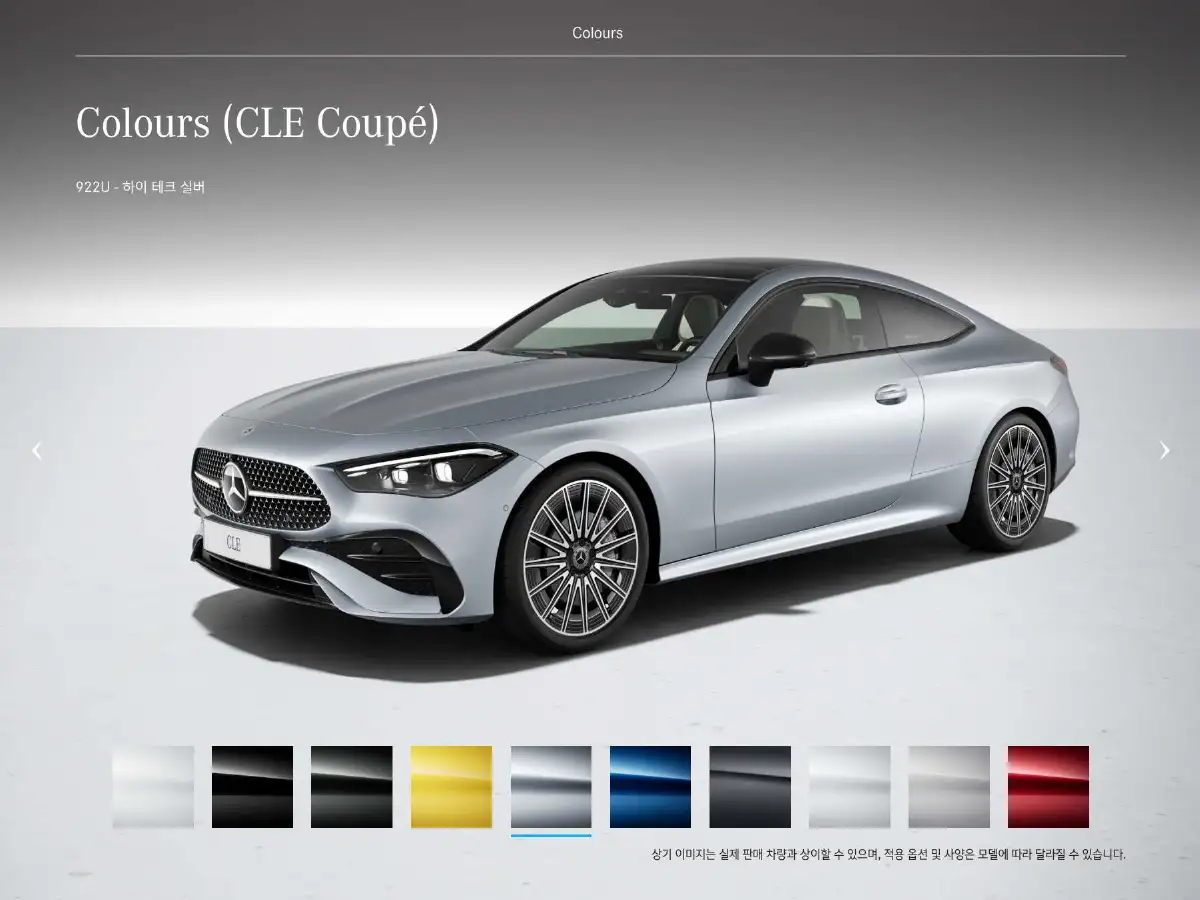 Colours
Colours (CLE Coupé)
922U - 하이 테크 실버
CLE
상기 이미지는 실제 판매 차량과 상이할 수 있으며, 적용 옵션 및 사양은 모델에 따라 달라질 수 있습니다.